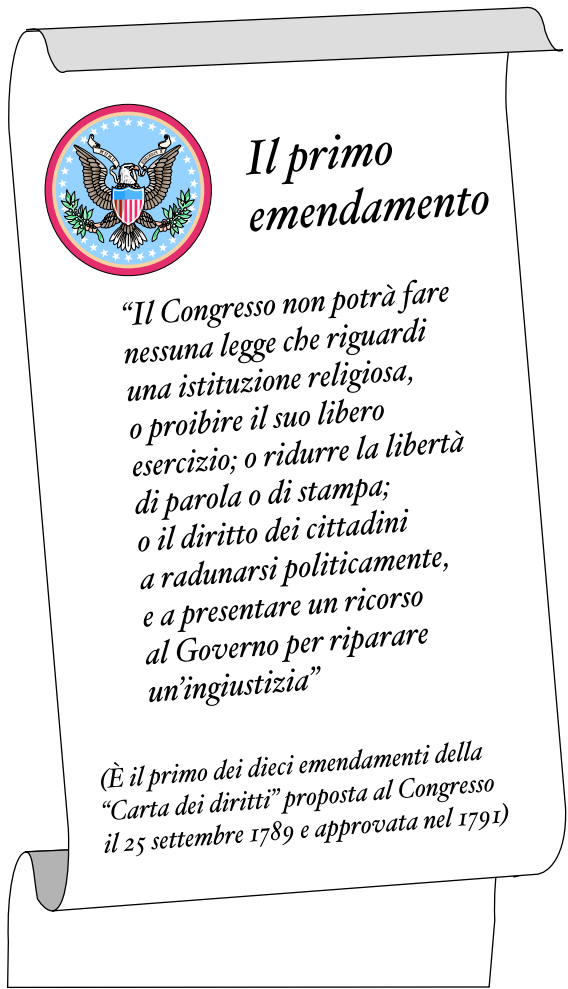 Il primo
emendamento
“Il Congresso non potrà fare
nessuna legge che riguardi
una istituzione religiosa,
o proibire il suo libero
esercizio; o ridurre la libertà
di parola o di stampa;
o il diritto dei cittadini
a radunarsi politicamente,
e a presentare un ricorso
al Governo per riparare
un’ingiustizia”
(È il primo dei dieci emendamenti della
“Carta dei diritti” proposta al Congresso
il 25 settembre 1789 e approvata nel 1791)